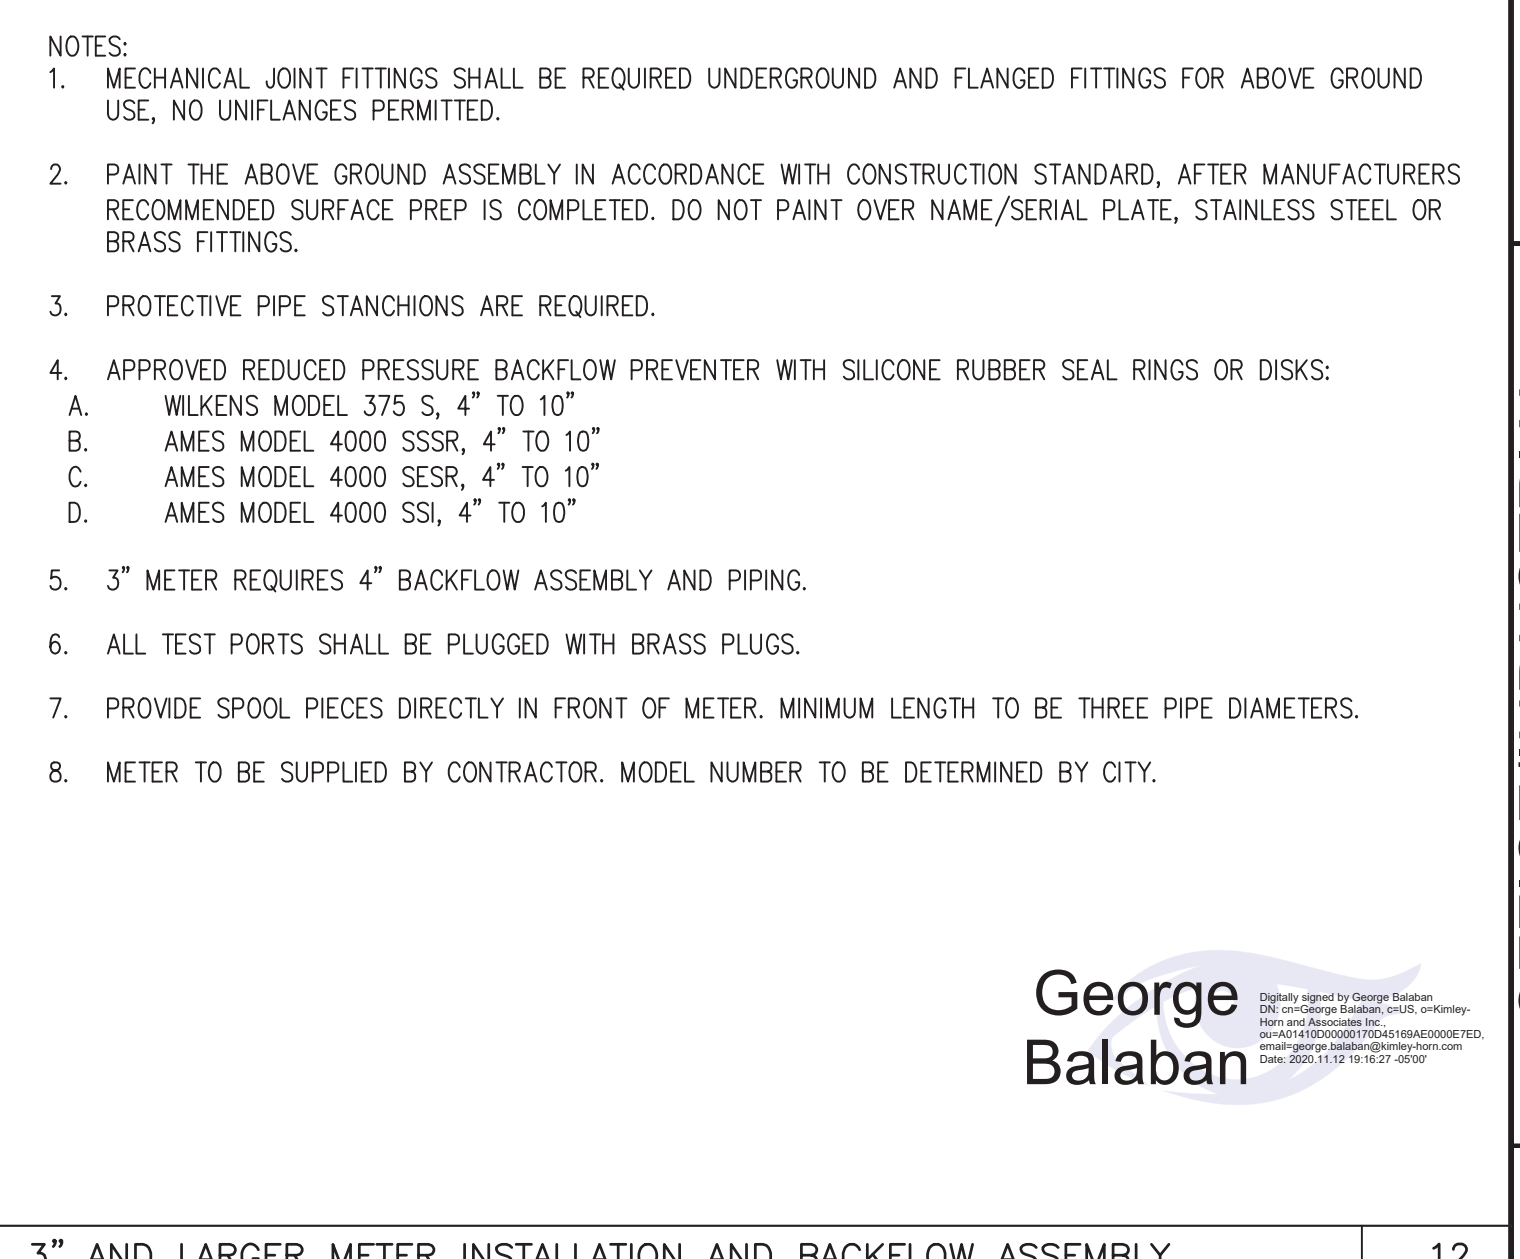 NOTES:
1. MECHANICAL JOINT FITTINGS SHALL BE REQUIRED UNDERGROUND AND FLANGED FITTINGS FOR ABOVE GROUND
USE, NO UNIFLANGES PERMITTED.
2. PAINT THE ABOVE GROUND ASSEMBLY IN ACCORDANCE WITH CONSTRUCTION STANDARD, AFTER MANUFACTURERS
RECOMMENDED SURFACE PREP IS COMPLETED. DO NOT PAINT OVER NAME/SERIAL PLATE, STAINLESS STEEL OR
BRASS FITTINGS.
3. PROTECTIVE PIPE STANCHIONS ARE REQUIRED.
4. APPROVED REDUCED PRESSURE BACKFLOW PREVENTER WITH SILICONE RUBBER SEAL RINGS OR DISKS:
A. WILKENS MODEL 375 S, 4” TO 10”
B. AMES MODEL 4000 SSSR, 4” TO 10”
C. AMES MODEL 4000 SESR, 4” TO 10”
D. AMES MODEL 4000 SSI, 4” TO 10”
5. 3” METER REQUIRES 4” BACKFLOW ASSEMBLY AND PIPING.
6. ALL TEST PORTS SHALL BE PLUGGED WITH BRASS PLUGS.
7. PROVIDE SPOOL PIECES DIRECTLY IN FRONT OF METER. MINIMUM LENGTH TO BE THREE PIPE DIAMETERS.
8. METER TO BE SUPPLIED BY CONTRACTOR. MODEL NUMBER TO BE DETERMINED BY CITY.
George
Balaban
Digitally signed by George Balaban
DN: cn=George Balaban, c=US, o=Kimley-
Horn and Associates Inc.,
ou=A01410D00000170D45169AE0000E7ED,
email=george.balaban@kimley-horn.com
Date: 2020.11.12 19:16:27 -05'00'
3” AND LARGER METER INSTALLATION AND BACKFLOW ASSEMBLY
12